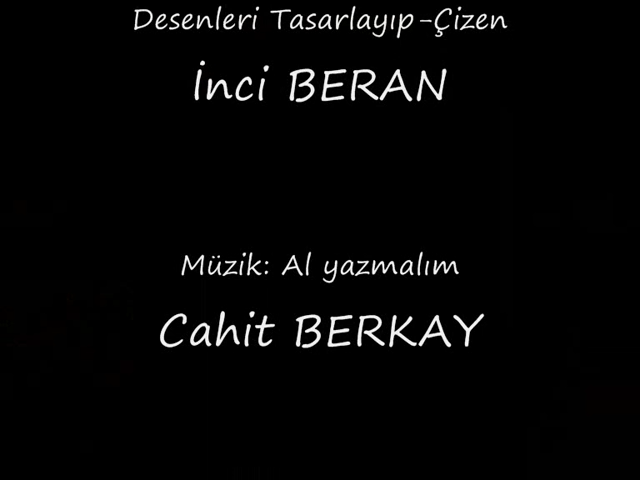 Desenleri Tasarlayıp-Çizen
İnci BERAN
Müzik: Al yazmalım
Cahit BERKAY